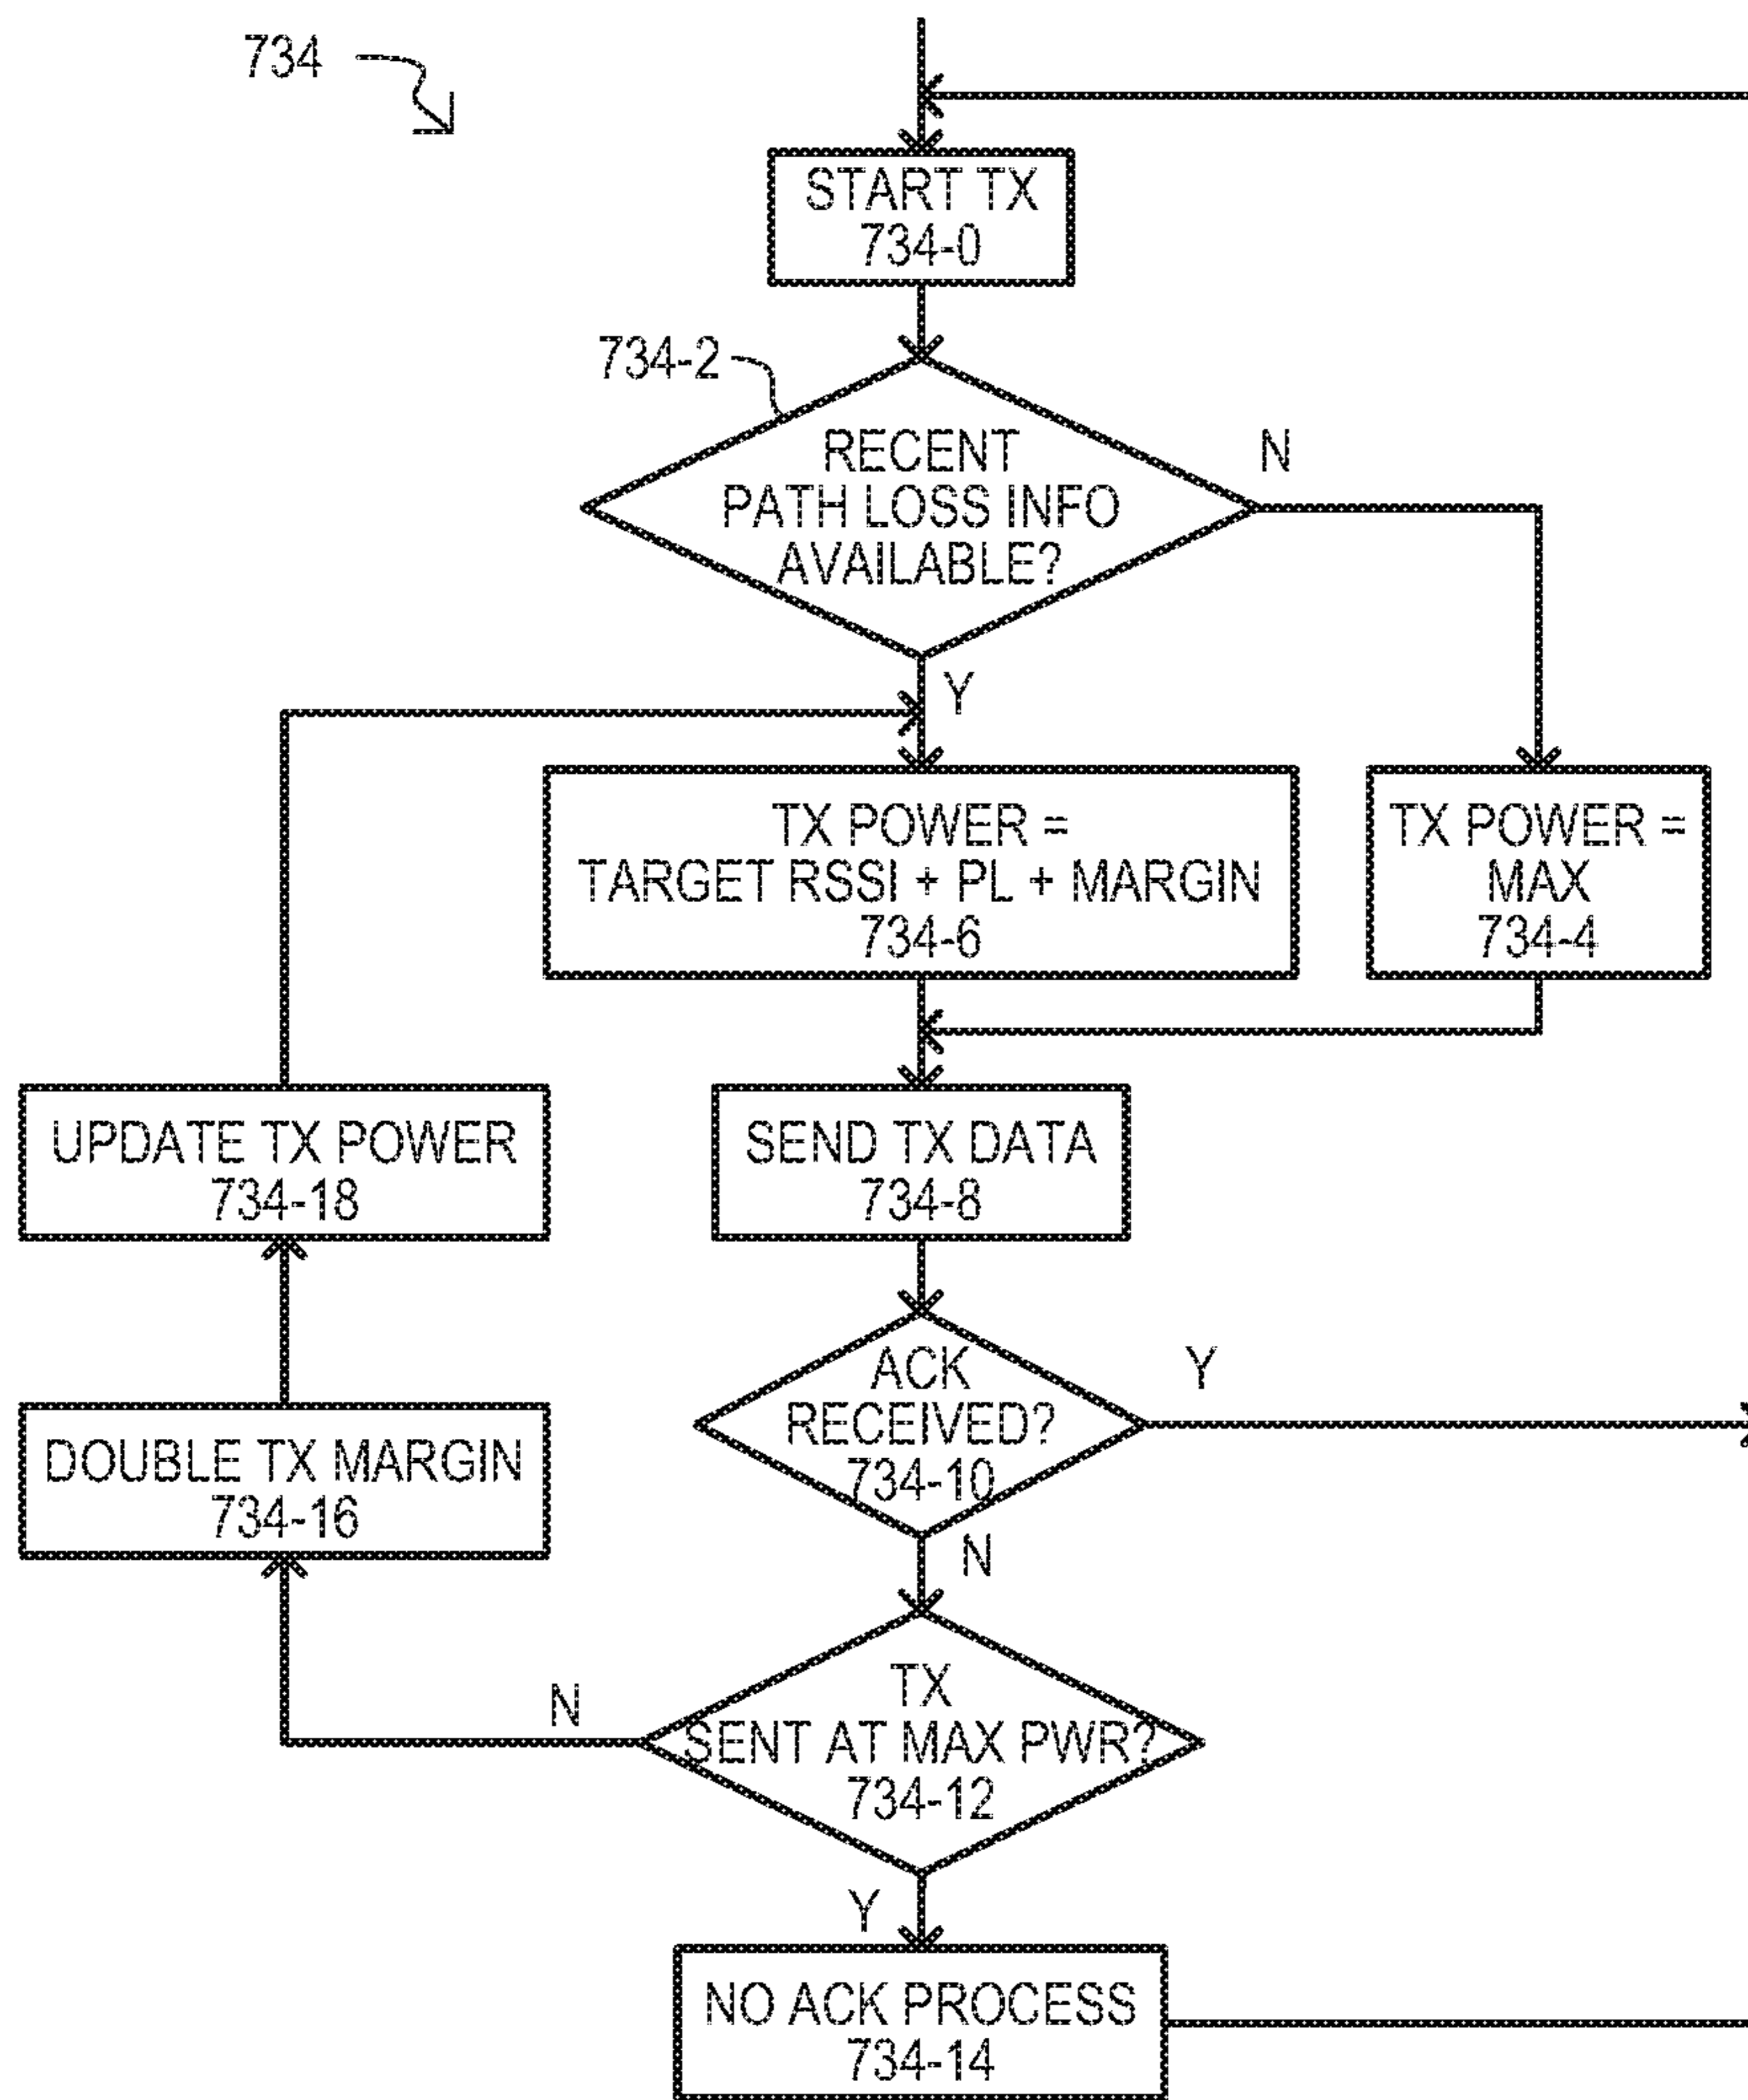 734
START TX
734-0
734-2
RECENT
PATH LOSS INFO
AVAILABLE?
N
Y
TX POWER =
TARGET RSSI + PL + MARGIN
734-6
TX POWER =
MAX
734-4
UPDATE TX POWER
734-18
SEND TX DATA
734-8
ACK
RECEIVED?
734-10
Y
N
DOUBLE TX MARGIN
734-16
TX
SENT AT MAX PWR?
734-12
N
Y
NO ACK PROCESS
734-14